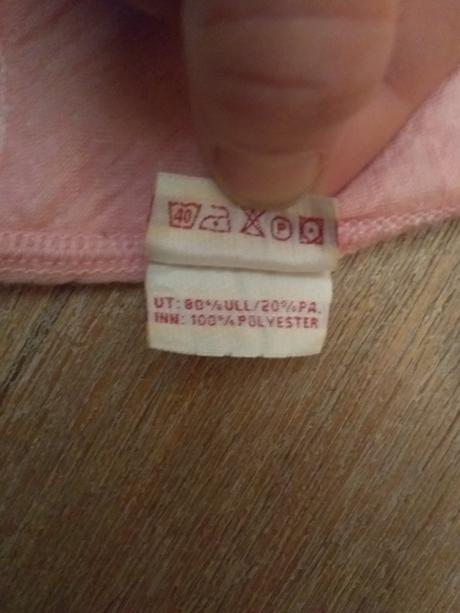 40 P
UT: 80%ULL/20%PA.
INN: 100%POLYESTER